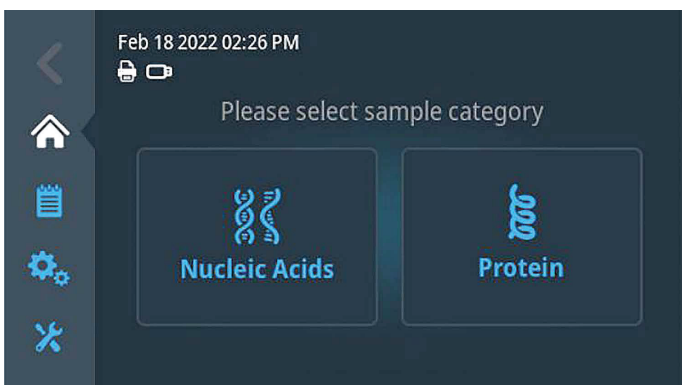 Feb 18 2022 02:26 PM
Please select sample category
Nucleic Acids
Protein